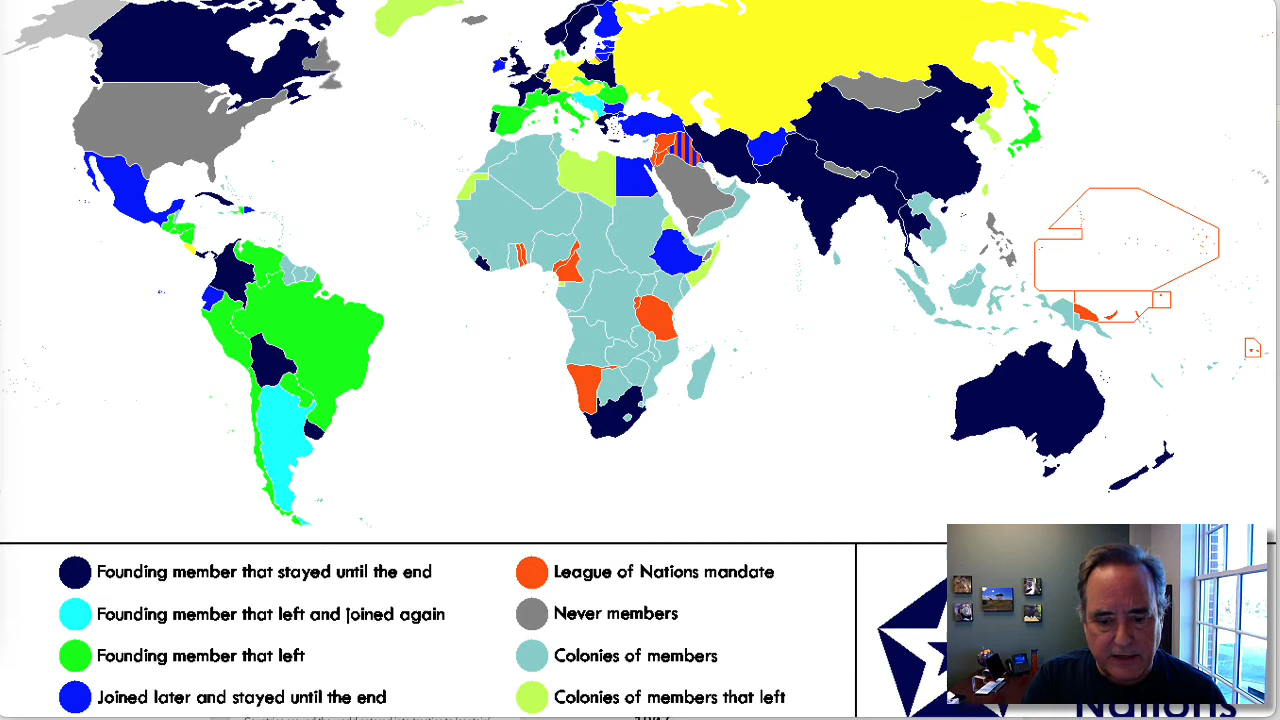 Founding member that stayed until the end
Founding member that left and joined again
Founding member that left
Joined later and stayed until the end
League of Nations mandate
Never members
Colonies of members
Colonies of members that left
Nations